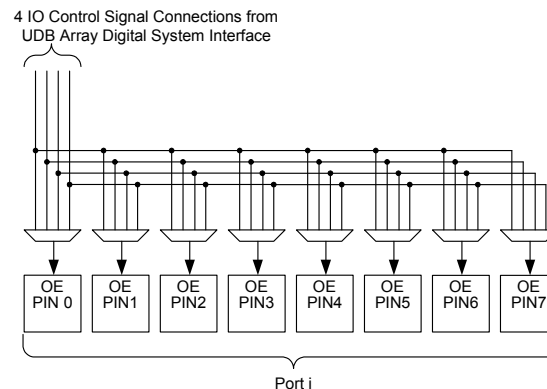 4 IO Control Signal Connections from
UDB Array Digital System Interface
OE
PIN 0
OE
PIN1
OE
PIN2
OE
PIN3
OE
PIN4
OE
PIN5
OE
PIN6
OE
PIN7
Port i